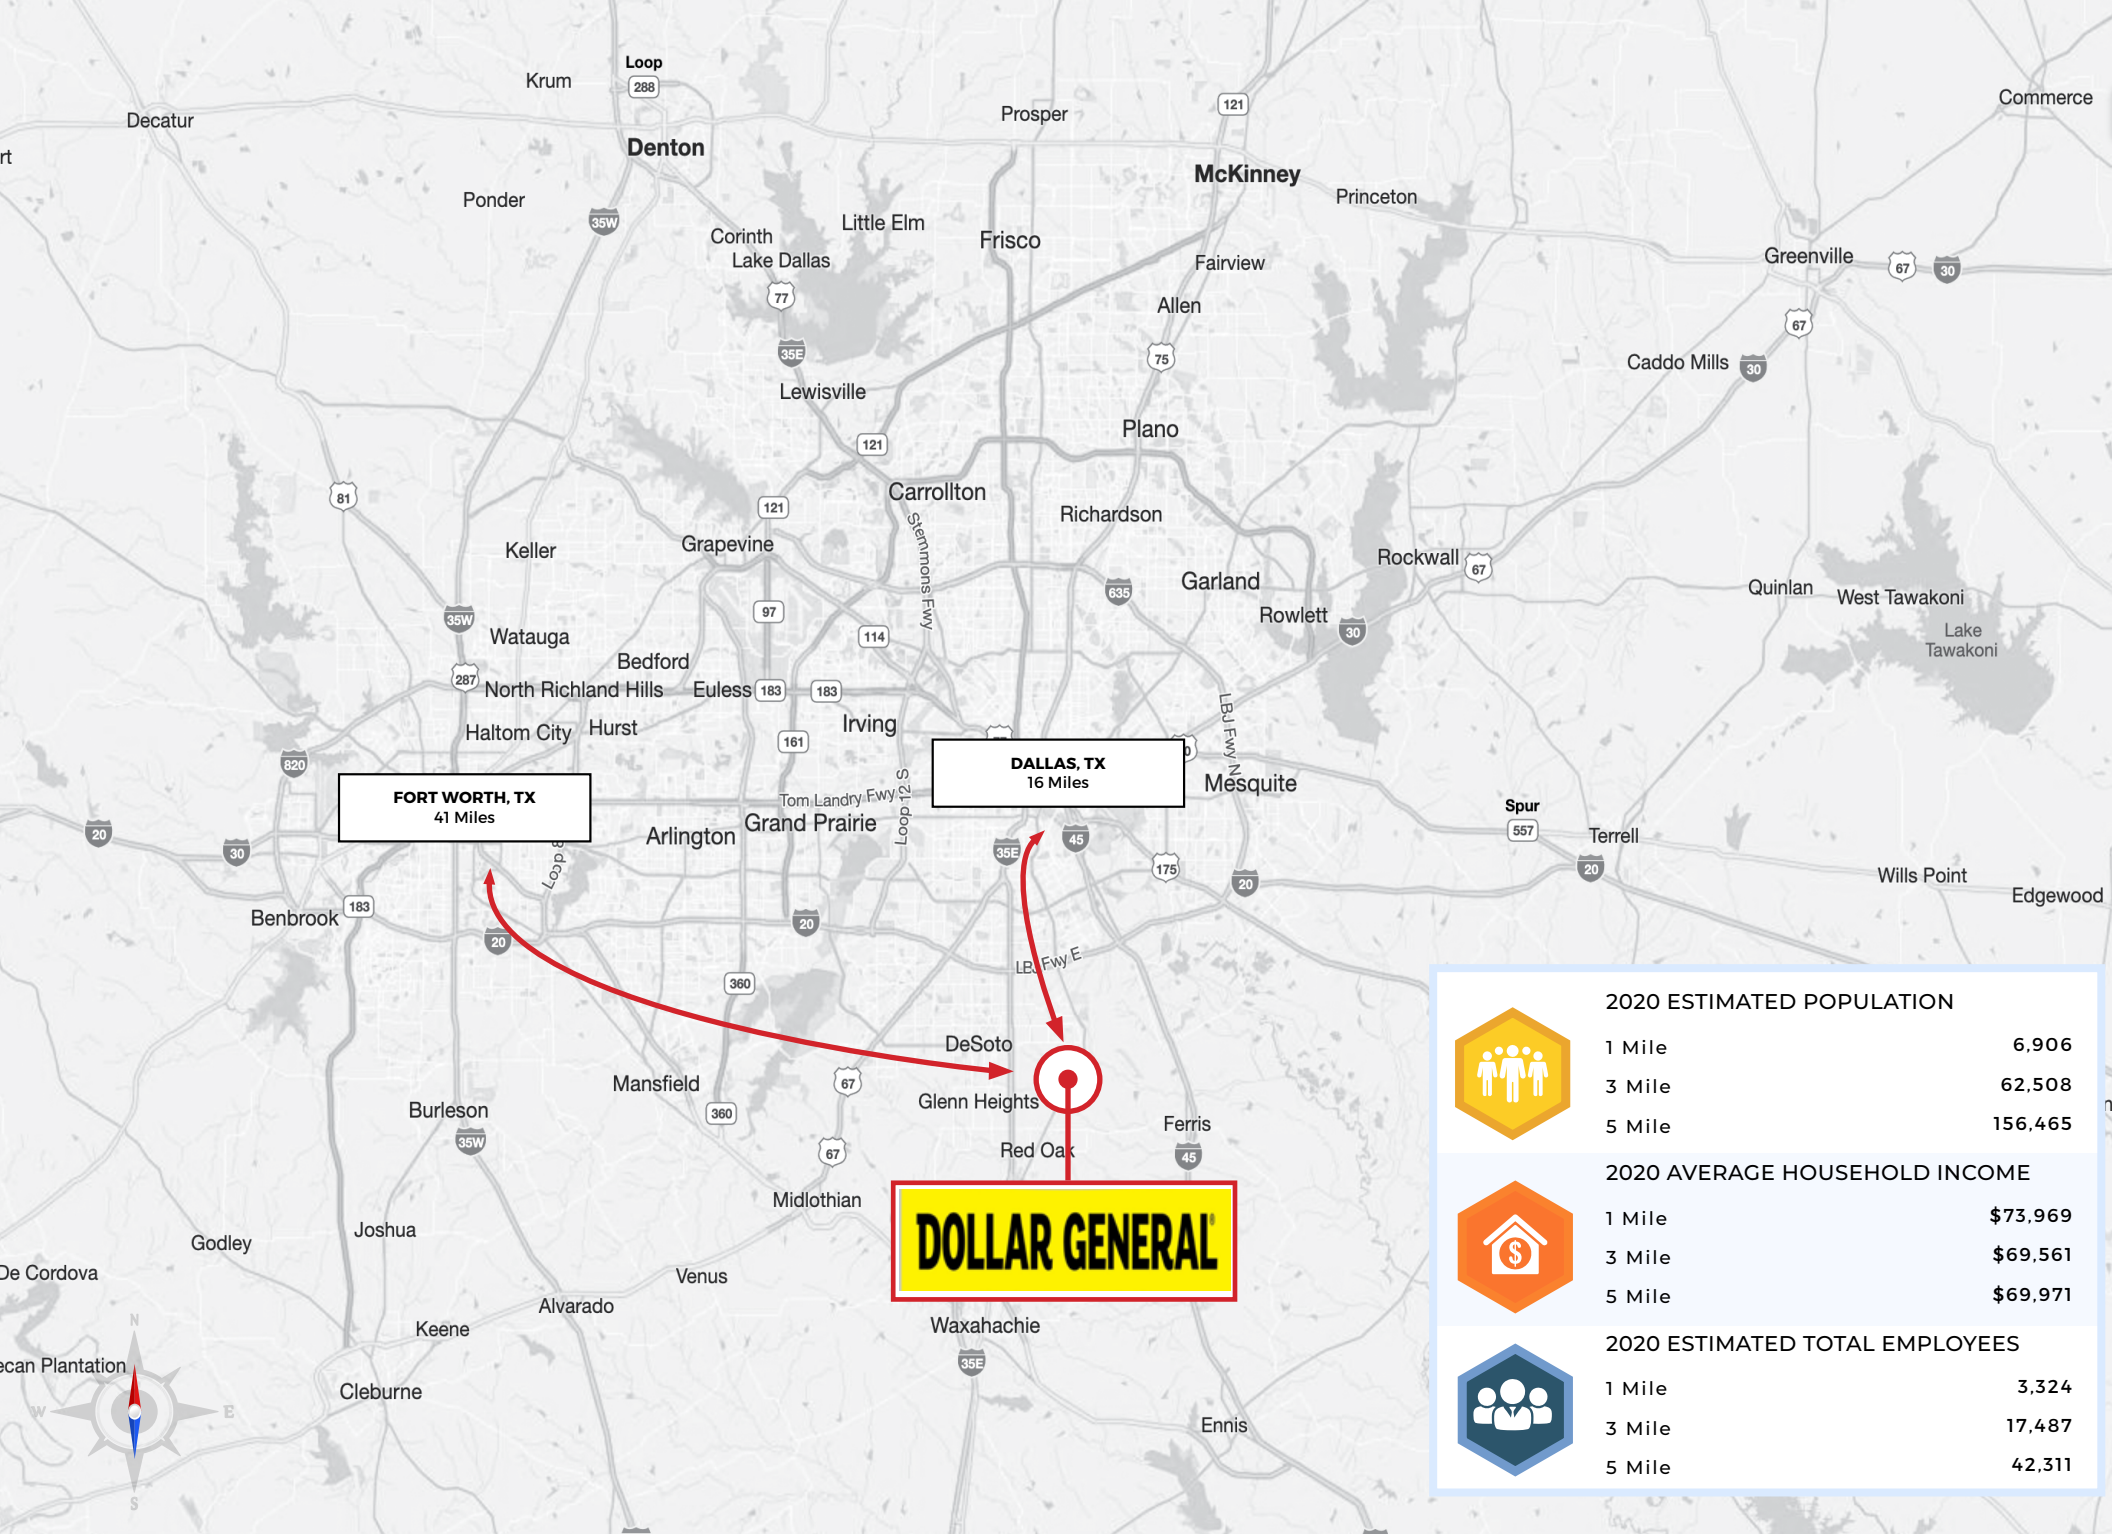 Loop
288
Krum
Decatur
Prosper
121
Commerce
rt
Denton
McKinney
Ponder
35W
Princeton
Corinth
Little Elm
Frisco
Lake Dallas
Fairview
Greenville
67
30
77
Allen
67
35E
75
Caddo Mills
30
Lewisville
Plano
121
81
Carrollton
121
Richardson
Stemmons Fwy
Keller
Grapevine
Rockwall
67
635
Garland
Quinlan
West Tawakoni
97
Rowlett
30
Lake
Tawakoni
35W
Watauga
114
Bedford
287
North Richland Hills
Euless
183
183
LBJ Fwy N
Haltom City
Hurst
Irving
161
77
0
820
DALLAS, TX
16 Miles
Mesquite
FORT WORTH, TX
41 Miles
Tom Landry Fwy
Loop 12 S
Spur
557
Terrell
20
30
Arlington
Grand Prairie
35E
45
175
20
20
Wills Point
Edgewood
Loop 8
Benbrook
183
20
20
LBJ Fwy E
360
DeSoto
Mansfield
67
Glenn Heights
Burleson
360
Ferris
35W
67
Red Oak
45
Midlothian
DOLLAR GENERAL®
Joshua
Godley
De Cordova
Venus
Alvarado
Keene
Waxahachie
35E
ecan Plantation
Cleburne
Ennis
N
W
E
S
n
2020 ESTIMATED POPULATION
1 Mile 6,906
3 Mile 62,508
5 Mile 156,465
2020 AVERAGE HOUSEHOLD INCOME
1 Mile $73,969
3 Mile $69,561
5 Mile $69,971
$
2020 ESTIMATED TOTAL EMPLOYEES
1 Mile 3,324
3 Mile 17,487
5 Mile 42,311